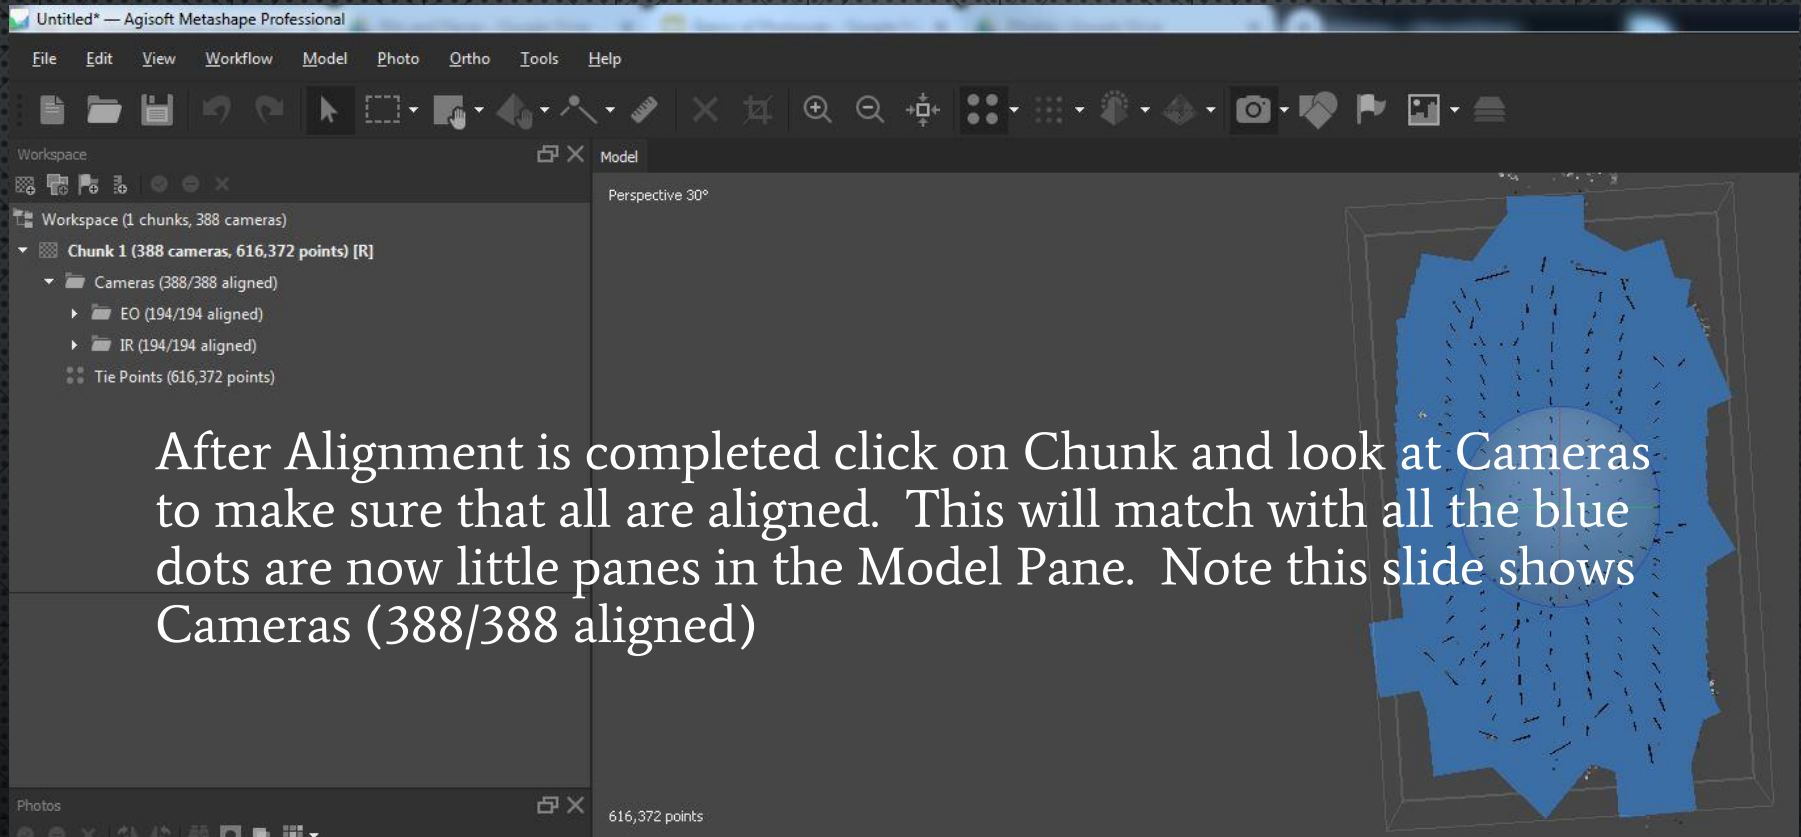 Untitled* — Agisoft Metashape Professional
File Edit View Workflow Model Photo Ortho Tools Help
Workspace
Model
Perspective 30°
Workspace (1 chunks, 388 cameras)
Chunk 1 (388 cameras, 616,372 points) [R]
Cameras (388/388 aligned)
EO (194/194 aligned)
IR (194/194 aligned)
Tie Points (616,372 points)
After Alignment is completed click on Chunk and look at Cameras
to make sure that all are aligned.  This will match with all the blue
dots are now little panes in the Model Pane.  Note this slide shows
Cameras (388/388 aligned)
Photos
616,372 points